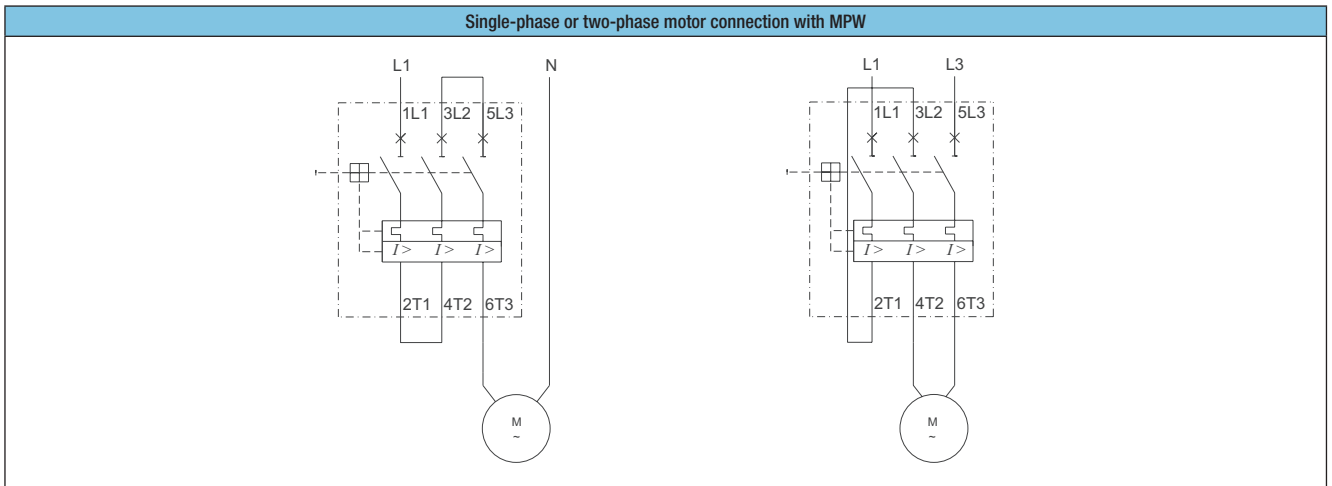 Single-phase or two-phase motor connection with MPW
L1 N
1L1 3L2 5L3
I > I > I >
2T1 4T2 6T3
M
~
L1 L3
1L1 3L2 5L3
I > I > I >
2T1 4T2 6T3
M
~